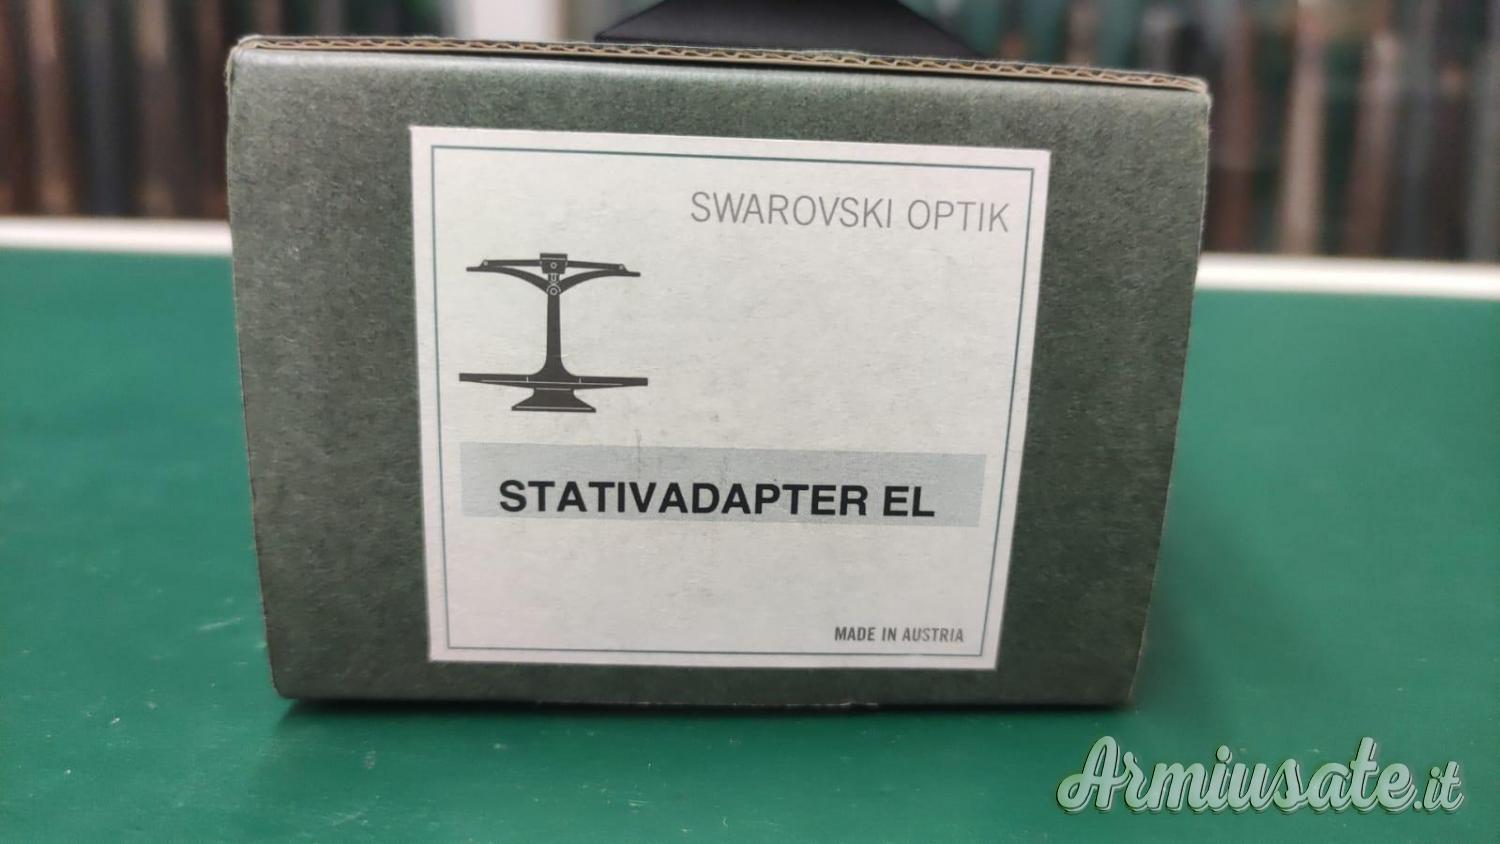 SWAROVSKI OPTIK
STATIVADAPTER EL
MADE IN AUSTRIA
Armiusate.it